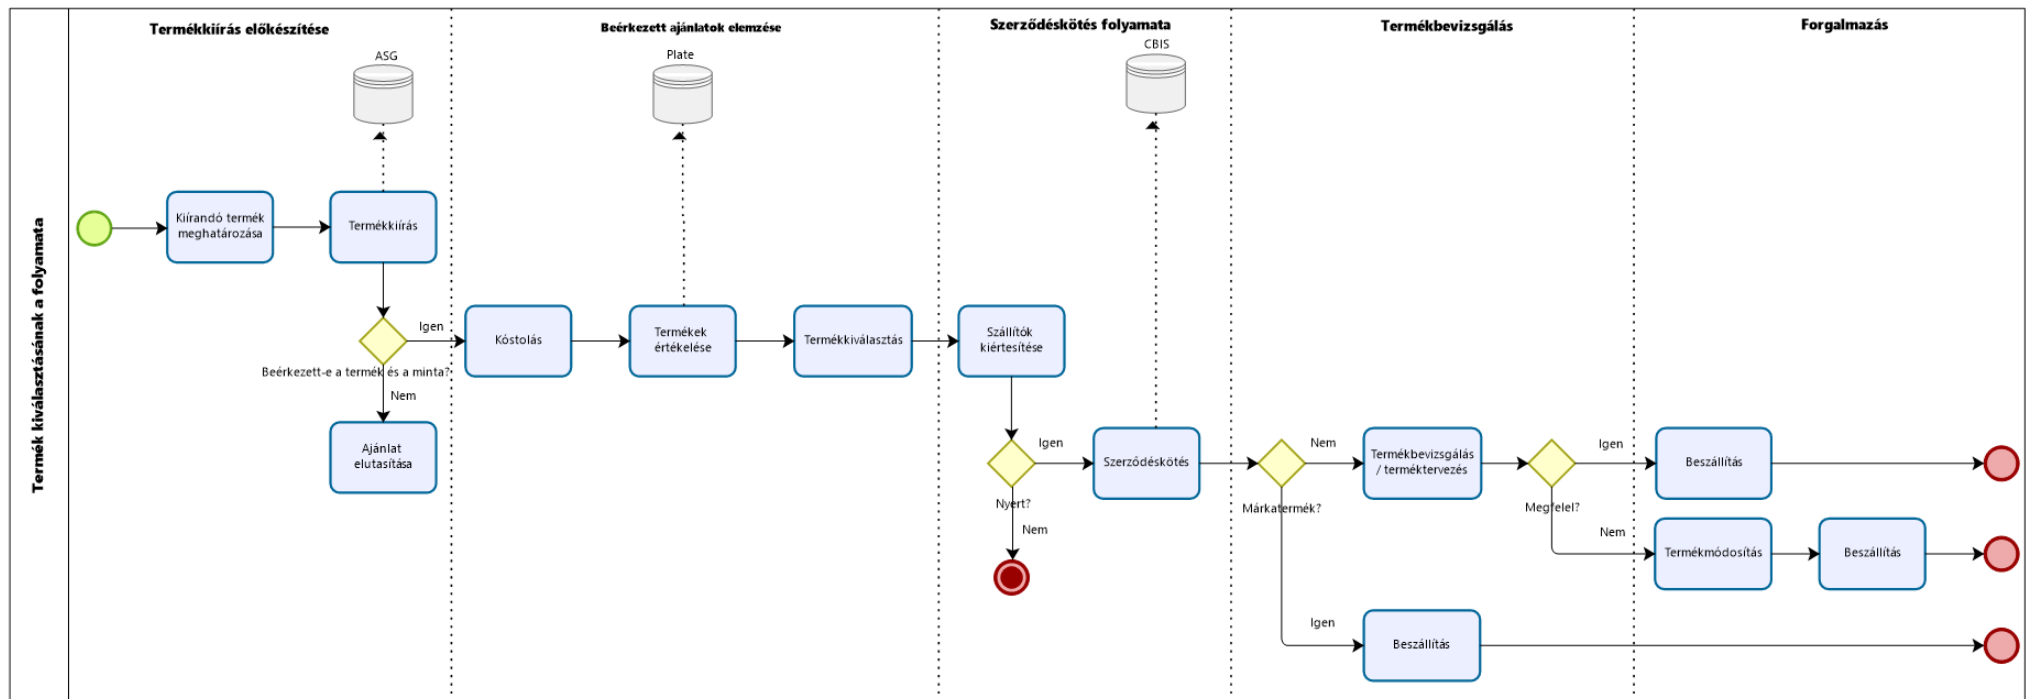 Termék kiválasztásának a folyamata
Termékkiírás előkészítése
Beérkezett ajánlatok elemzése
Szerződéskötés folyamata
Termékbevizsgálás
Forgalmazás
ASG
Plate
CBIS
Kiírandó termék
meghatározása
Termékkiírás
Igen
Beérkezett-e a termék és a minta?
Nem
Ajánlat
elutasítása
Kóstolás
Termékek
értékelése
Termékkiválasztás
Szállítók
kiértesítése
Igen
Nyert?
Nem
Szerződéskötés
Nem
Márkatermék?
Igen
Termékbevizsgálás
/ terméktervezés
Igen
Megfelel?
Nem
Beszállítás
Termékmódosítás
Beszállítás
Beszállítás